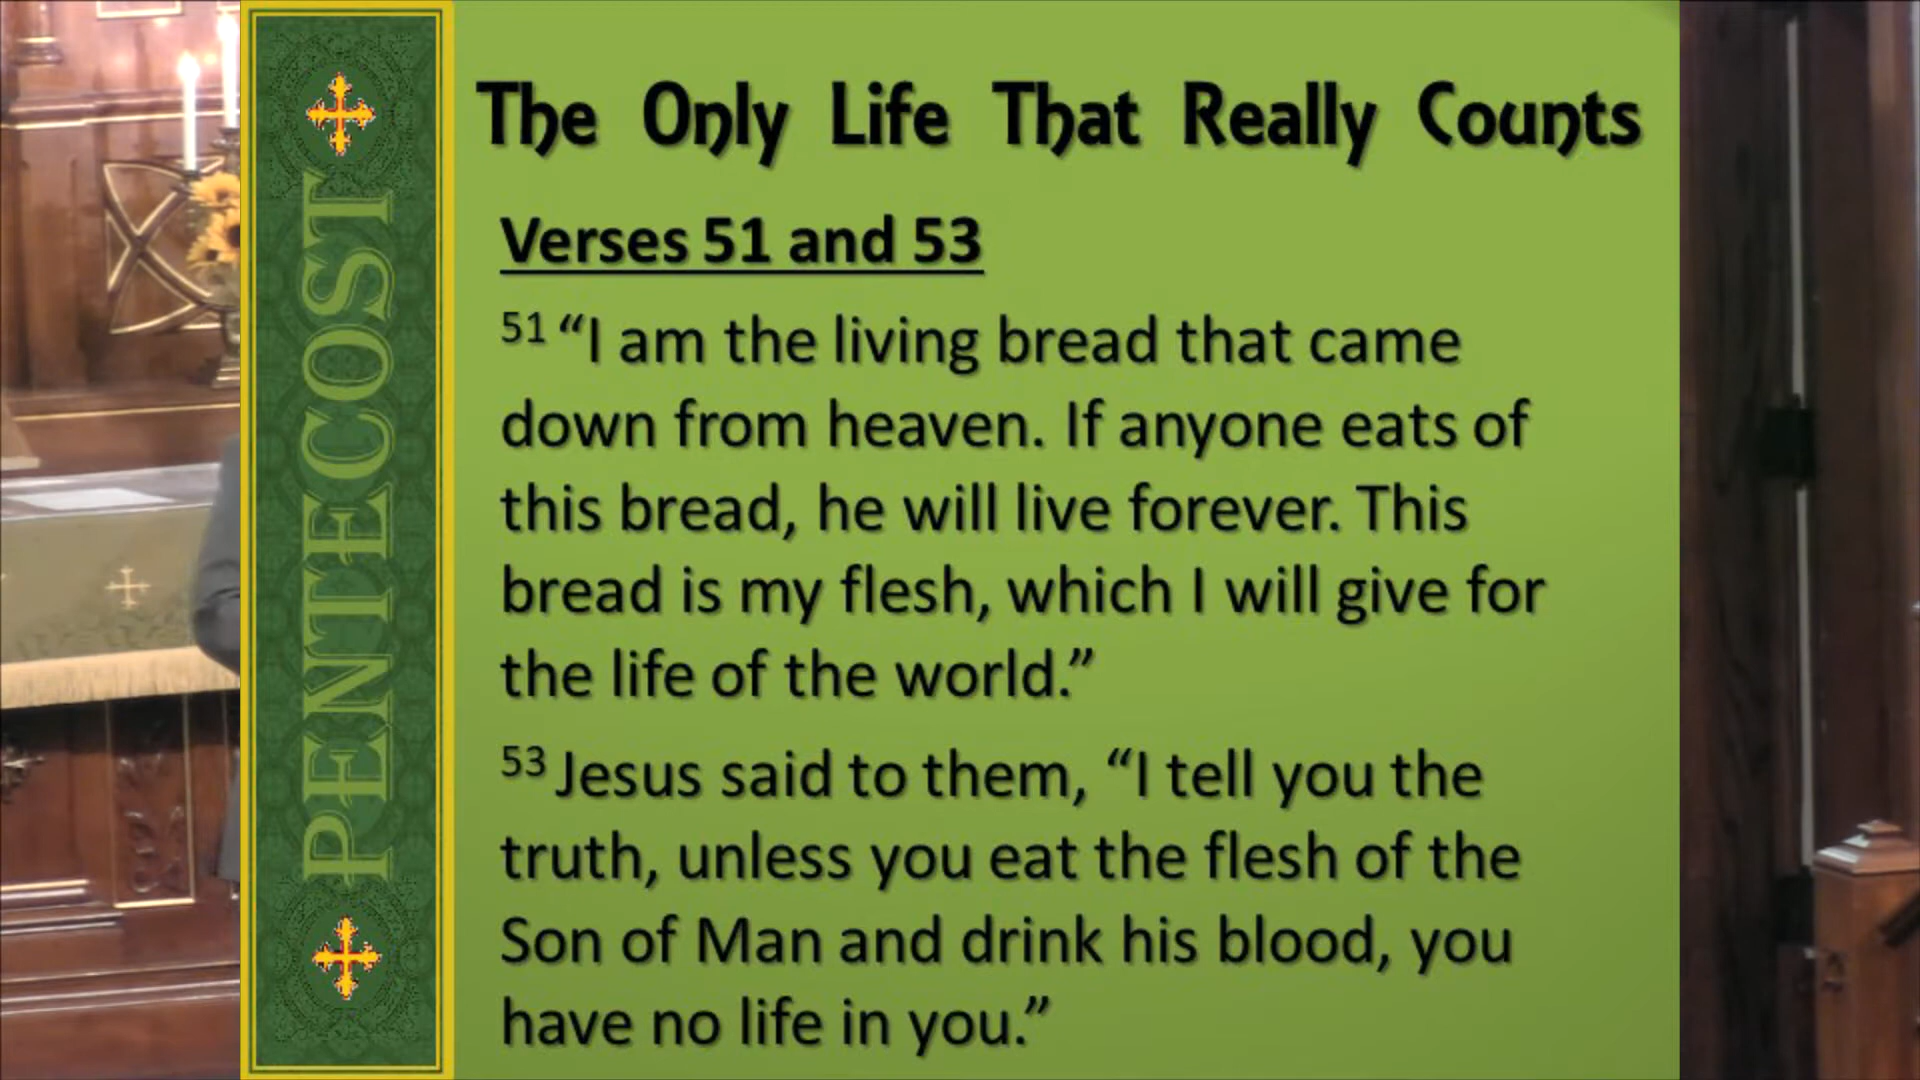 PENTECOST
The Only Life That Really Counts
Verses 51 and 53
51 “I am the living bread that came
down from heaven. If anyone eats of
this bread, he will live forever. This
bread is my flesh, which I will give for
the life of the world.”
53 Jesus said to them, “I tell you the
truth, unless you eat the flesh of the
Son of Man and drink his blood, you
have no life in you.”